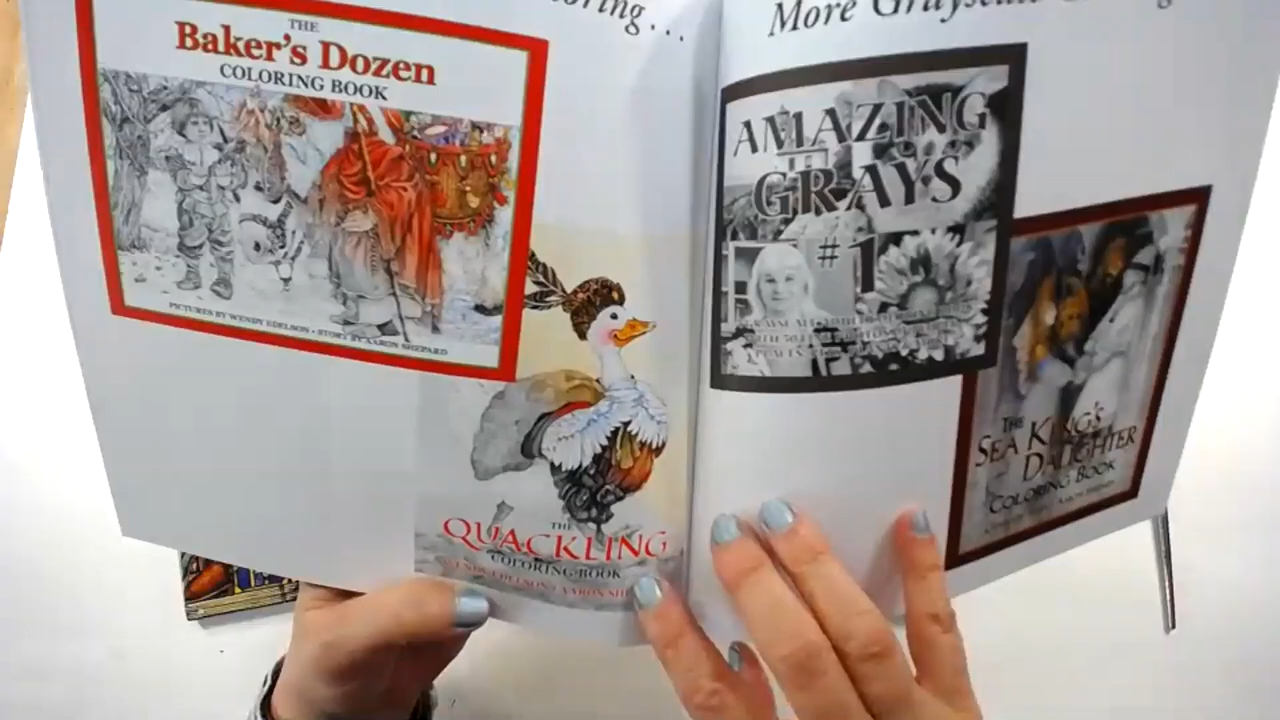 THE
Baker's Dozen
COLORING BOOK
PICTURES BY WENDY EDELSON • STORY BY AARON SHEPARD
THE
QUACKLING
COLORING BOOK
More Grayscale
AMAZING
GRAYS
#1
THE
SEA KING'S
DAUGHTER
COLORING BOOK